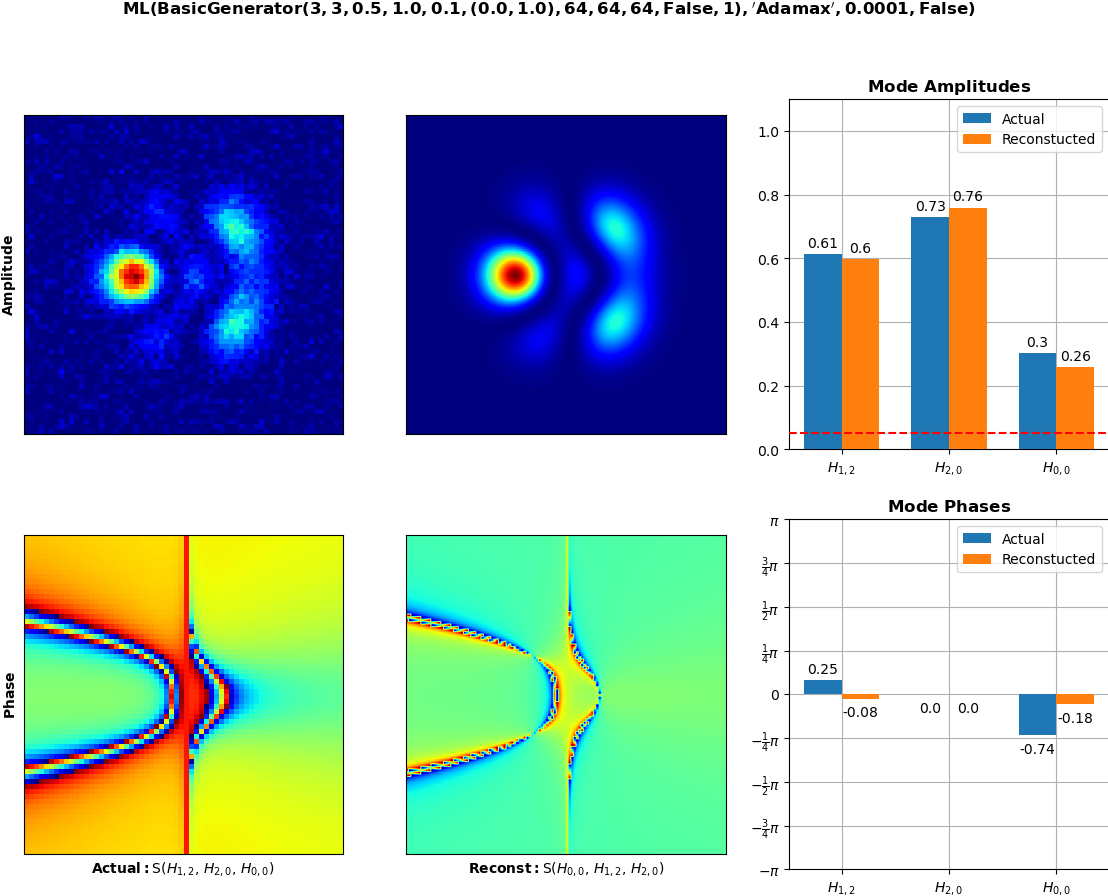 ML(BasicGenerator(3, 3, 0.5, 1.0, 0.1, (0.0, 1.0), 64, 64, 64, False, 1), ′Adamax′, 0.0001, False)
Amplitude
Mode Amplitudes
Actual
Reconstucted
1.0
0.8
0.6
0.4
0.2
0.0
0.61
0.6
0.73
0.76
0.3
0.26
H1,2
H2,0
H0,0
Phase
Actual: S(H1,2, H2,0, H0,0)
Reconst: S(H0,0, H1,2, H2,0)
Mode Phases
Actual
Reconstucted
π
3/4π
1/2π
1/4π
0
−1/4π
−1/2π
−3/4π
−π
0.25
-0.08
0.0
0.0
-0.74
-0.18
H1,2
H2,0
H0,0